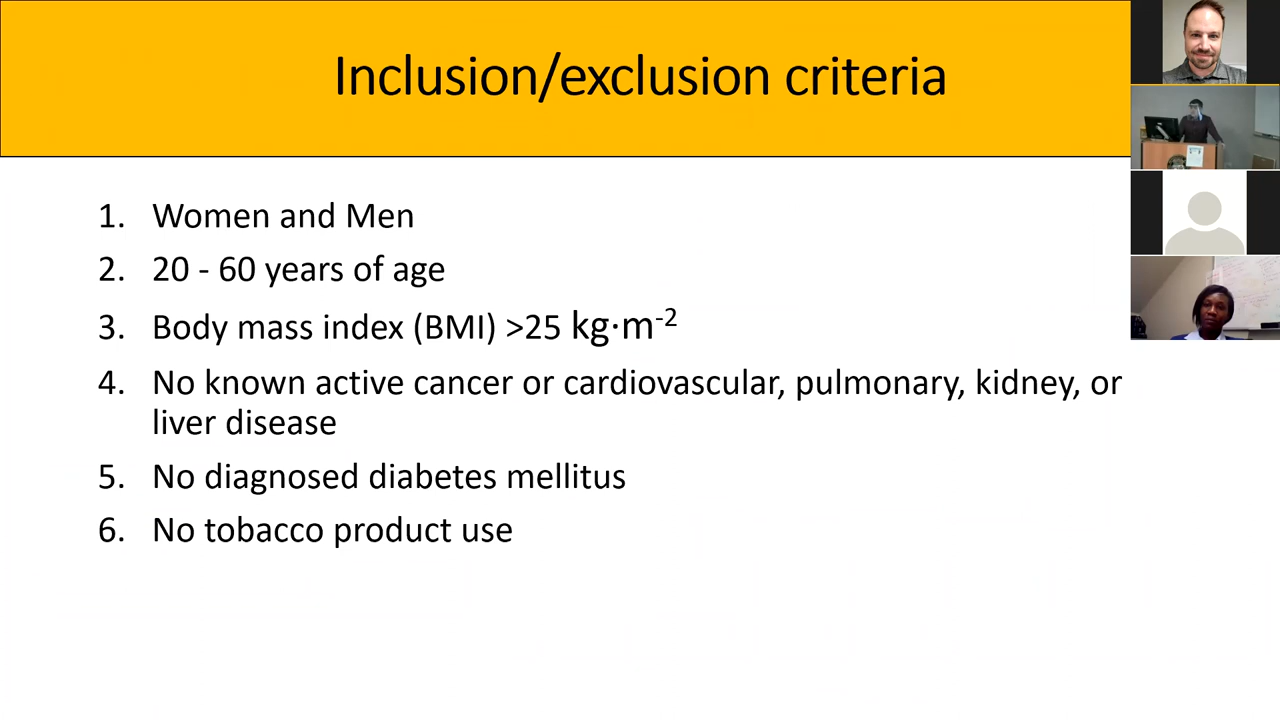 Inclusion/exclusion criteria
1. Women and Men
2. 20 - 60 years of age
3. Body mass index (BMI) >25 kg·m⁻²
4. No known active cancer or cardiovascular, pulmonary, kidney, or
liver disease
5. No diagnosed diabetes mellitus
6. No tobacco product use